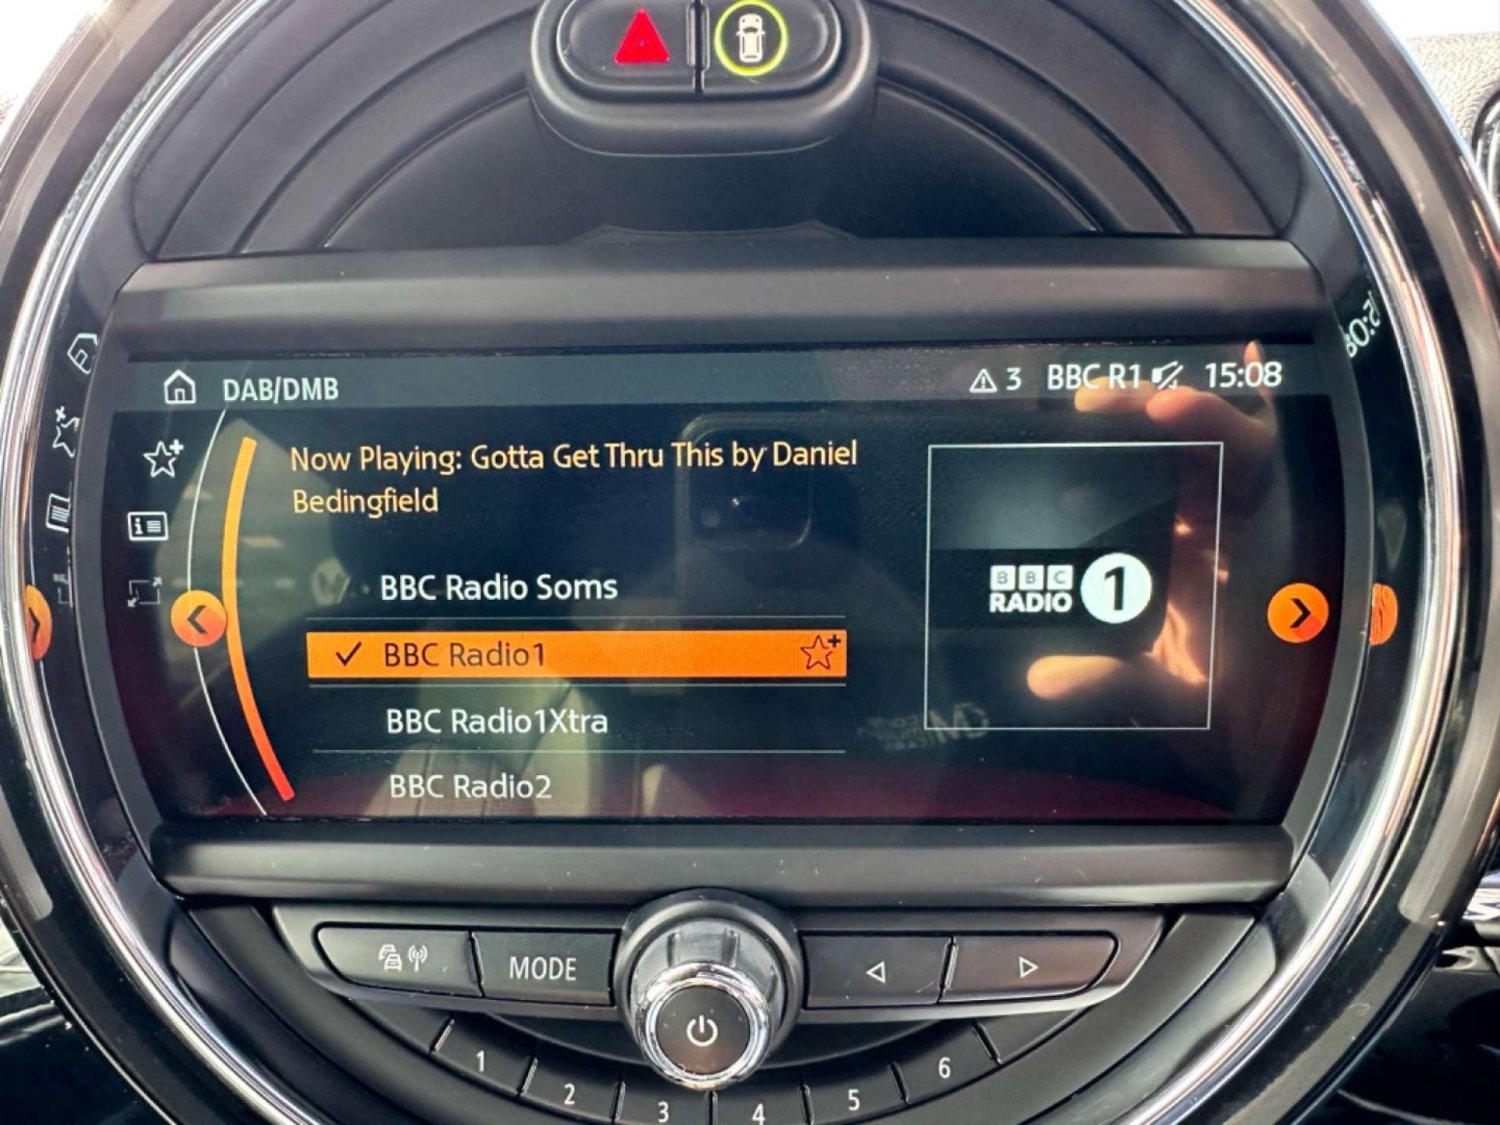 DAB/DMB
3 BBC R1 15:08
Now Playing: Gotta Get Thru This by Daniel
Bedingfield
BBC Radio Soms
BBC Radio1
BBC Radio1Xtra
BBC Radio2
BBC
RADIO 1
MODE
1
2
3
4
5
6